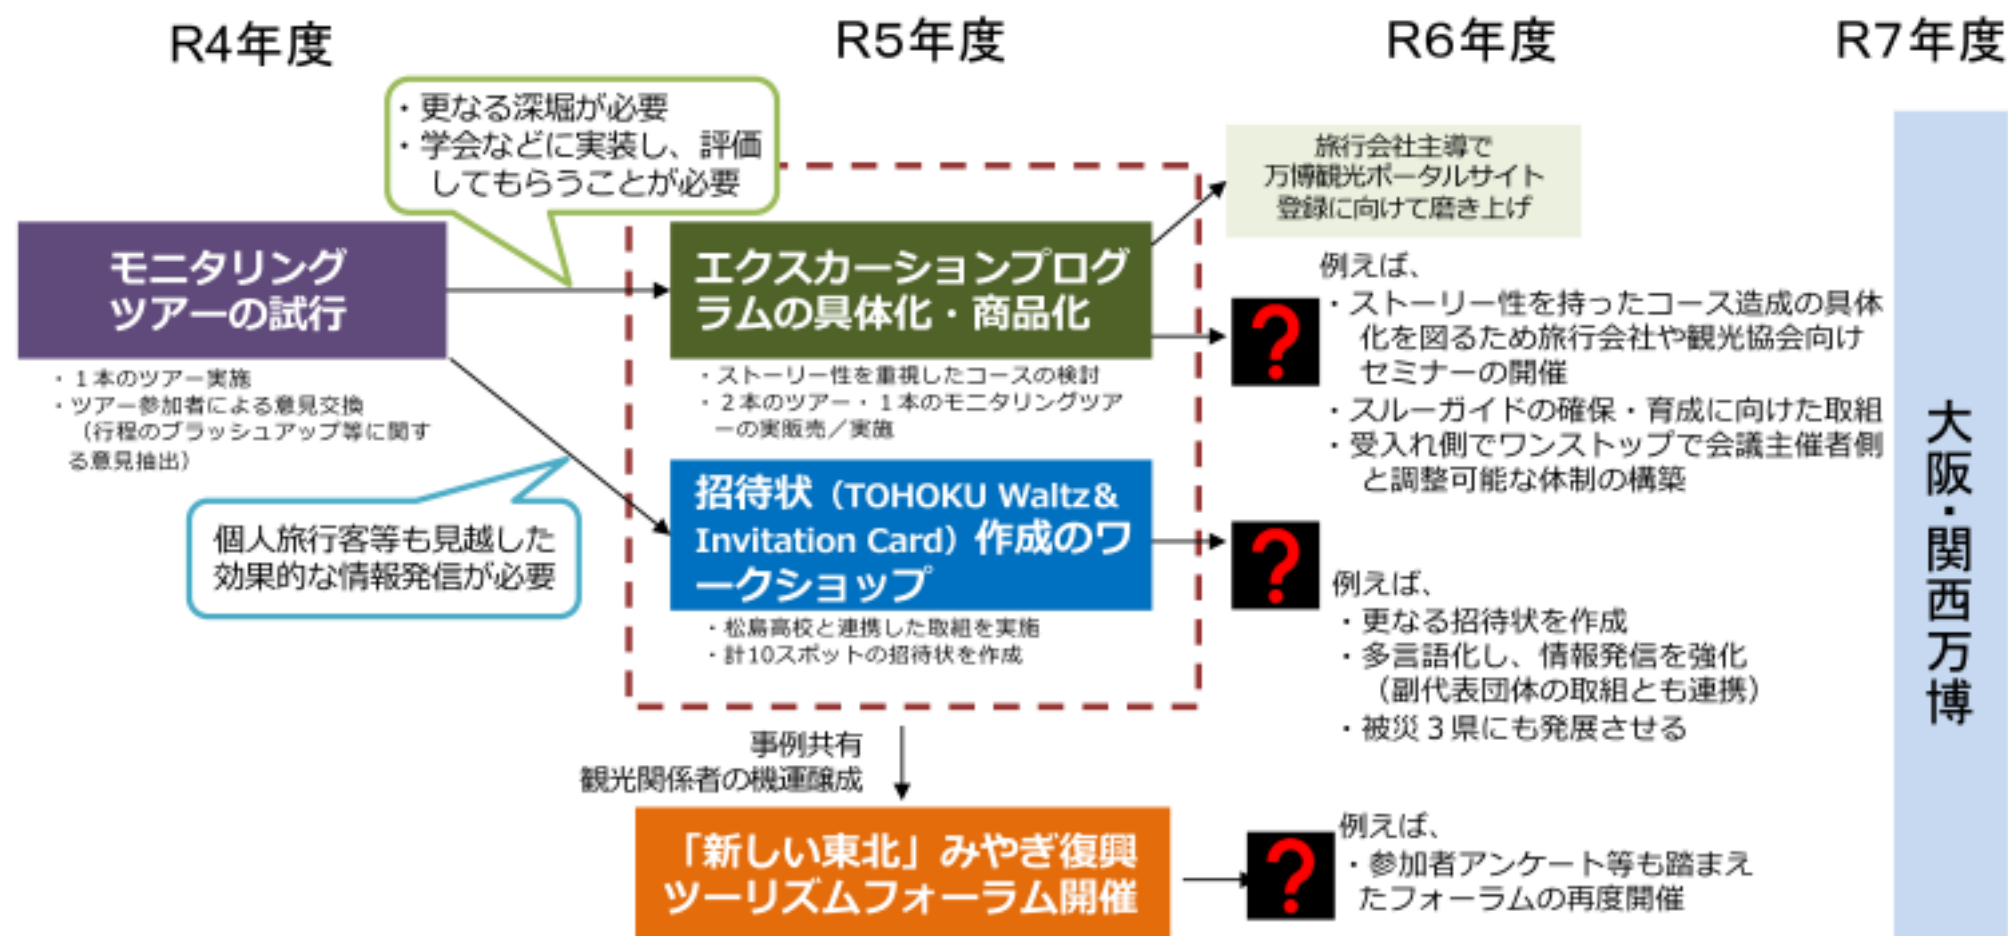 R4年度
R5年度
R6年度
R7年度
・更なる深堀が必要
・学会などに実装し、評価
してもらうことが必要
モニタリング
ツアーの試行
・１本のツアー実施
・ツアー参加者による意見交換
（行程のブラッシュアップ等に関す
る意見抽出）
個人旅行客等も見越した
効果的な情報発信が必要
エクスカーションプログ
ラムの具体化・商品化
・ストーリー性を重視したコースの検討
・２本のツアー・１本のモニタリングツア
ーの実販売／実施
招待状（TOHOKU Waltz&
Invitation Card）作成のワ
ークショップ
・松島高校と連携した取組を実施
・計10スポットの招待状を作成
事例共有
観光関係者の機運醸成
「新しい東北」みやぎ復興
ツーリズムフォーラム開催
旅行会社主導で
万博観光ポータルサイト
登録に向けて磨き上げ
?
例えば、
・ストーリー性を持ったコース造成の具体
化を図るため旅行会社や観光協会向け
セミナーの開催
・スルーガイドの確保・育成に向けた取組
・受入れ側でワンストップで会議主催者側
と調整可能な体制の構築
?
例えば、
・更なる招待状を作成
・多言語化し、情報発信を強化
（副代表団体の取組とも連携）
・被災３県にも発展させる
?
例えば、
・参加者アンケート等も踏まえ
たフォーラムの再度開催
大阪・関西万博